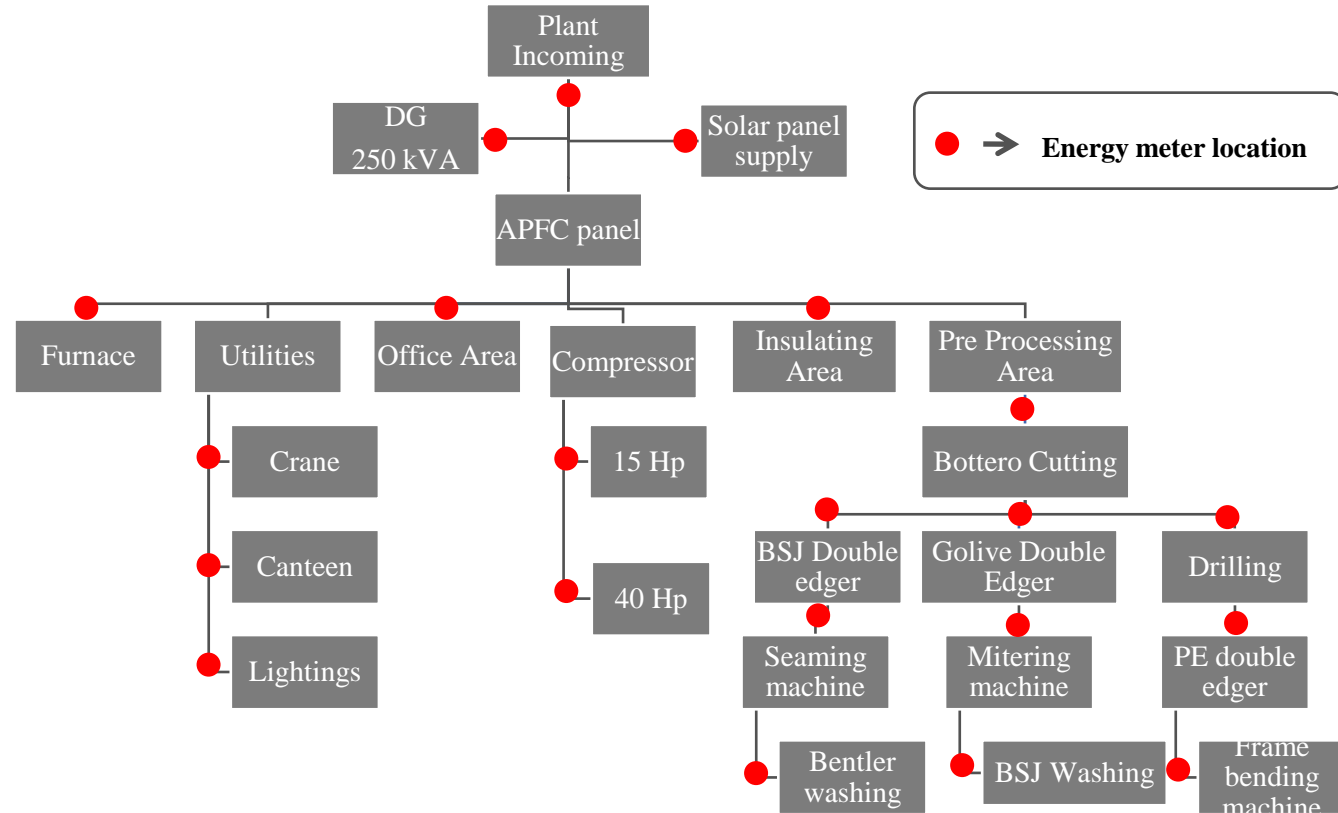 Plant
Incoming
DG
250 kVA
Solar panel
supply
Energy meter location
APFC panel
Furnace
Utilities
Office Area
Compressor
Insulating
Area
Pre Processing
Area
Crane
15 Hp
Bottero Cutting
Canteen
40 Hp
BSJ Double
edger
Golive Double
Edger
Drilling
Lightings
Seaming
machine
Mitering
machine
PE double
edger
Bentler
washing
BSJ Washing
Frame
bending
machine